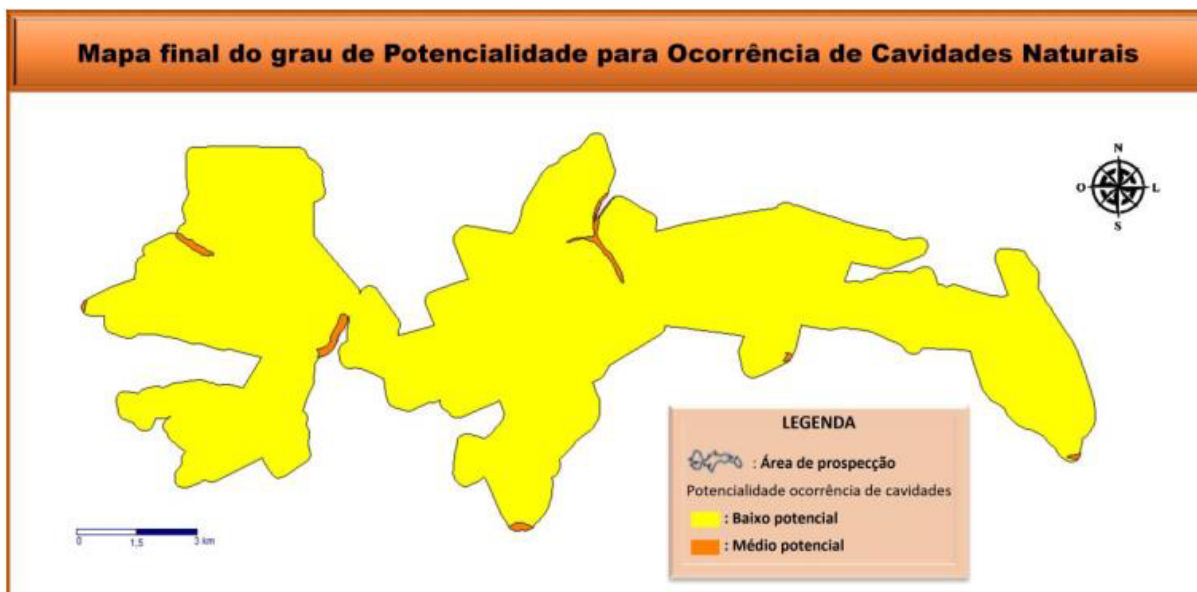 Mapa final do grau de Potencialidade para Ocorrência de Cavidades Naturais
N
O L
S
LEGENDA
: Área de prospecção
Potencialidade ocorrência de cavidades
: Baixo potencial
: Médio potencial
0 1,5 3 km